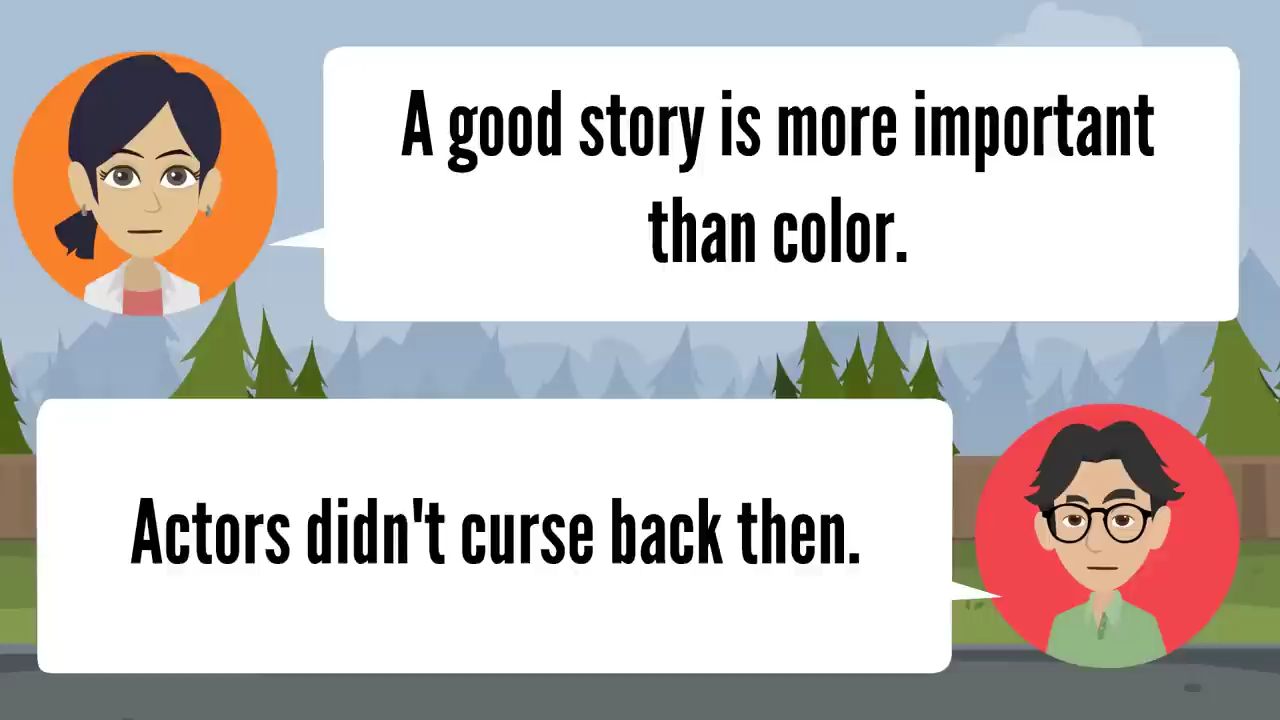 A good story is more important
than color.
Actors didn't curse back then.